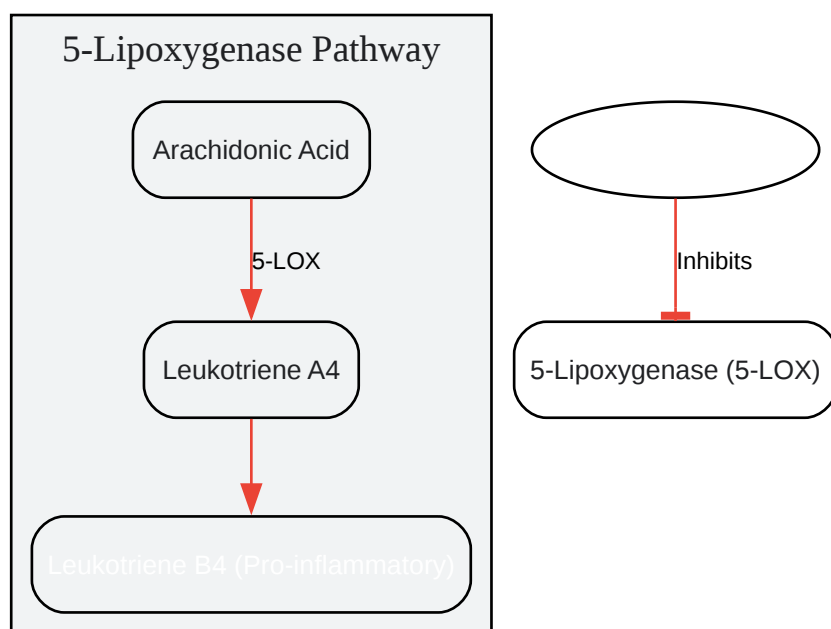 5-Lipoxygenase Pathway
Arachidonic Acid
5-LOX
Inhibits
Leukotriene A4
5-Lipoxygenase (5-LOX)
Leukotriene B4 (Pro-inflammatory)